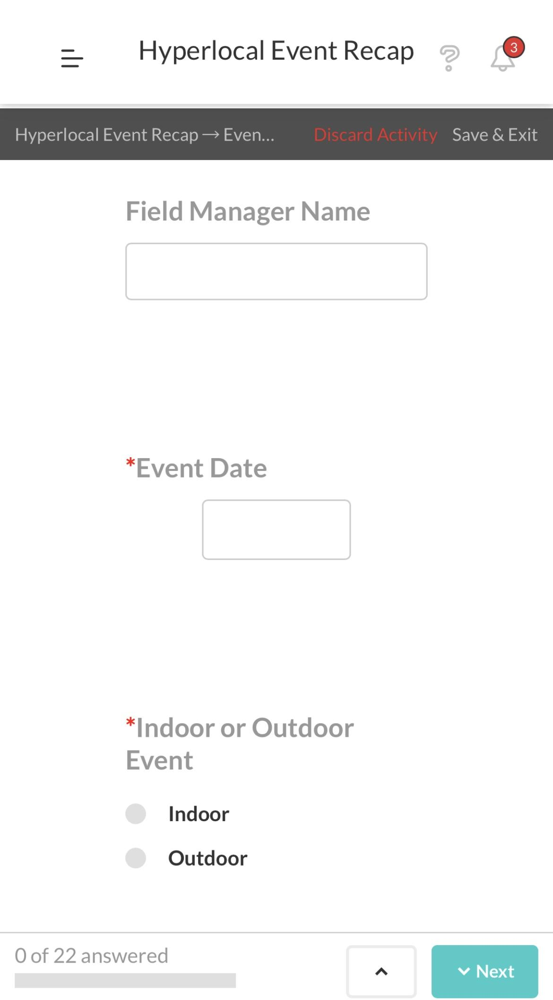 Hyperlocal Event Recap
3
Hyperlocal Event Recap → Even...
Discard Activity
Save & Exit
Field Manager Name
*Event Date
*Indoor or Outdoor
Event
Indoor
Outdoor
0 of 22 answered
Next